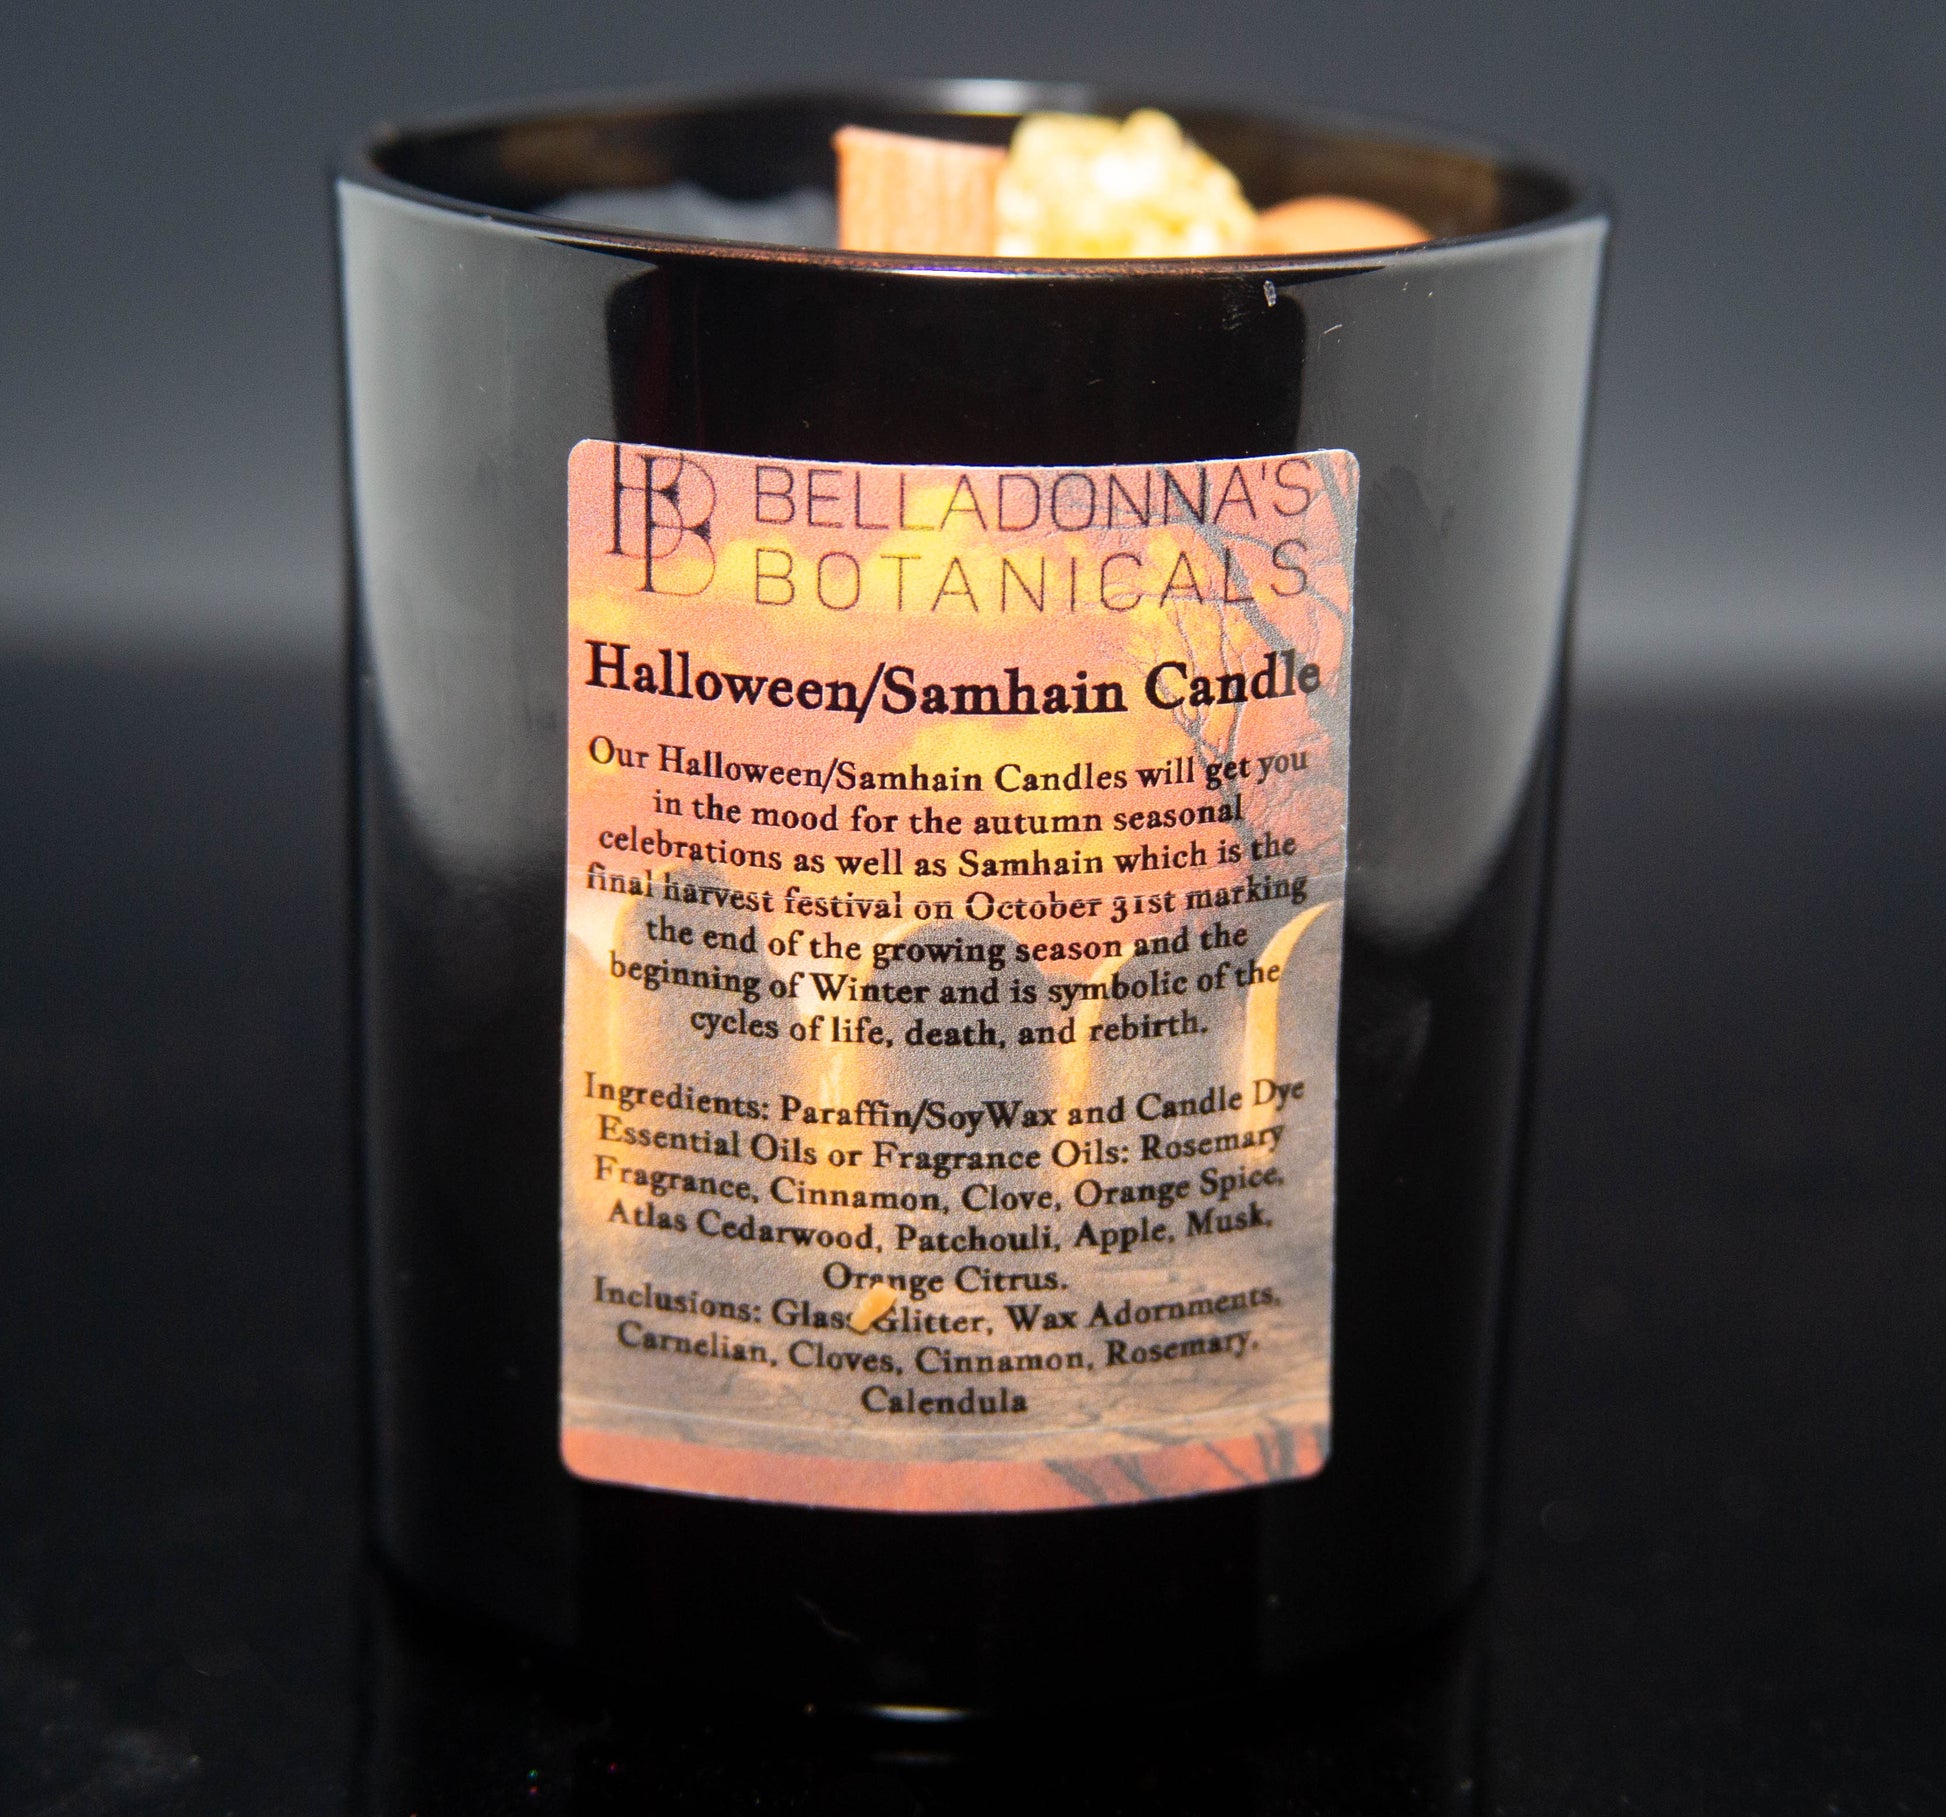 BB BELLADONNA'S
BOTANICALS
Halloween/Samhain Candle
Our Halloween/Samhain Candles will get you
in the mood for the autumn seasonal
celebrations as well as Samhain which is the
final harvest festival on October 31st marking
the end of the growing season and the
beginning of Winter and is symbolic of the
cycles of life, death, and rebirth.
Ingredients: Paraffin/SoyWax and Candle Dye
Essential Oils or Fragrance Oils: Rosemary
Fragrance, Cinnamon, Clove, Orange Spice,
Atlas Cedarwood, Patchouli, Apple, Musk,
Orange Citrus.
Inclusions: Glass Glitter, Wax Adornments,
Carnelian, Cloves, Cinnamon, Rosemary,
Calendula